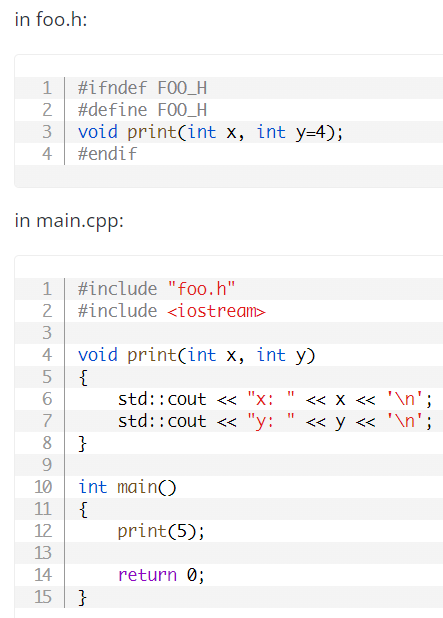 in foo.h:
1 #ifndef FOO_H
2 #define FOO_H
3 void print(int x, int y=4);
4 #endif
in main.cpp:
1 #include "foo.h"
2 #include <iostream>
3
4 void print(int x, int y)
5 {
6     std::cout << "x: " << x << '\n';
7     std::cout << "y: " << y << '\n';
8 }
9
10 int main()
11 {
12     print(5);
13
14     return 0;
15 }